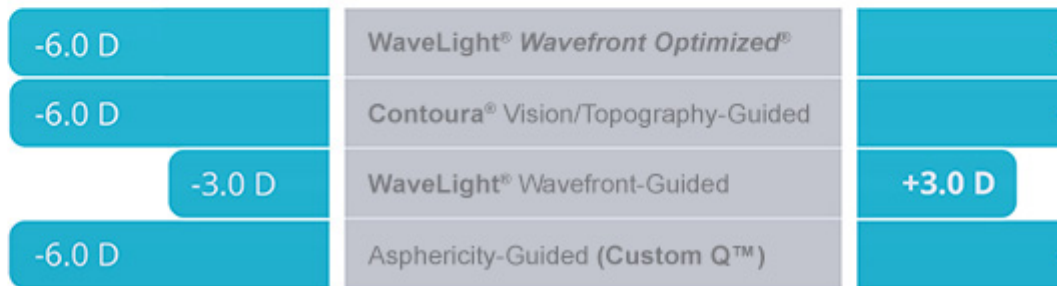 -6.0 D WaveLight® Wavefront Optimized®
-6.0 D Contoura® Vision/Topography-Guided
-3.0 D WaveLight® Wavefront-Guided +3.0 D
-6.0 D Asphericity-Guided (Custom Q™)